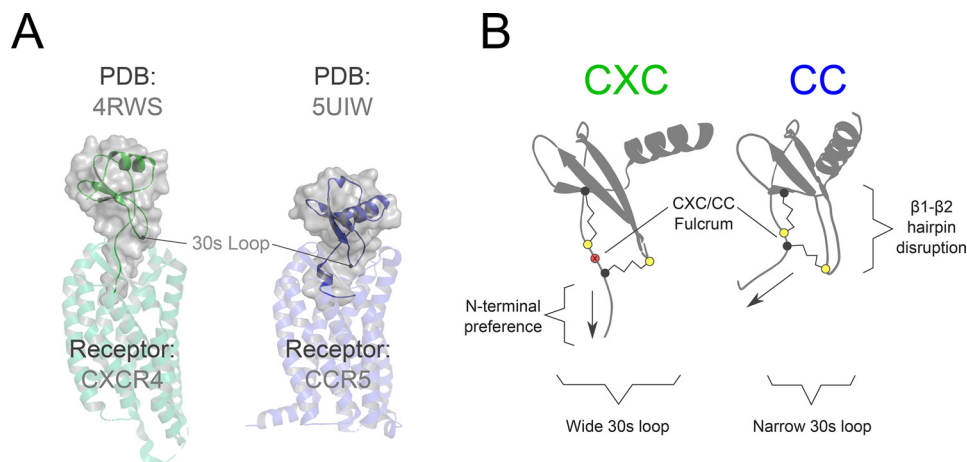 A
PDB:
4RWS
PDB:
5UIW
30s Loop
Receptor:
CXCR4
Receptor:
CCR5
B
CXC
CC
CXC/CC
Fulcrum
x
β1-β2
hairpin
disruption
N-terminal
preference
Wide 30s loop
Narrow 30s loop